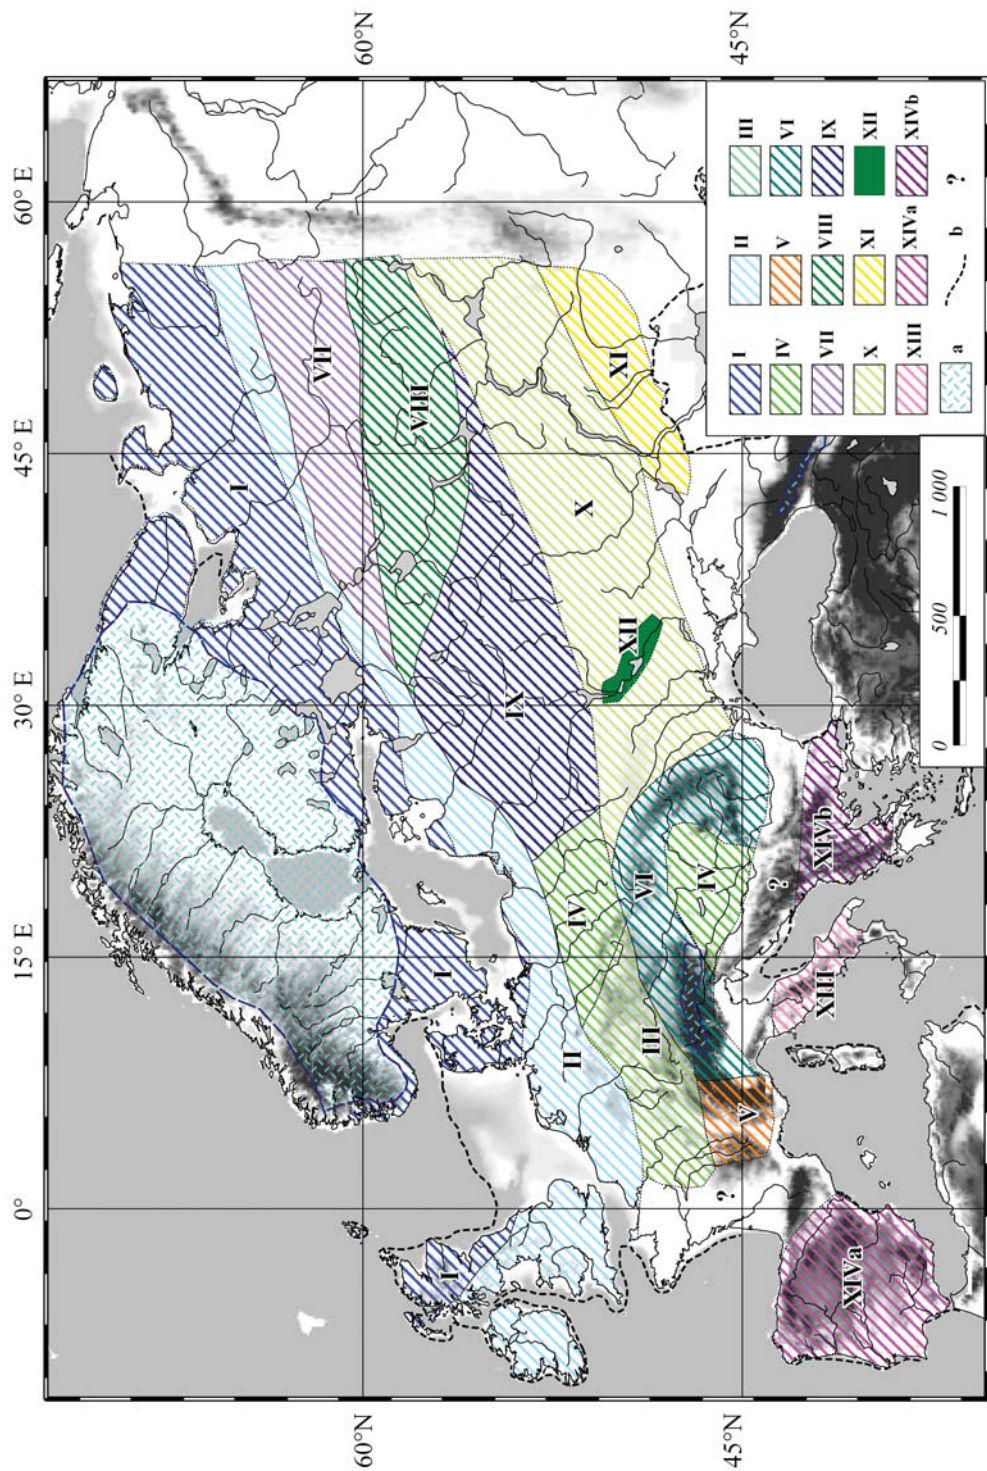 0°
15° E
30° E
45° E
60° E
60°N
60°N
45°N
45°N
I
I
I
II
III
IV
IV
V
VI
VII
VIII
IX
X
XI
XII
XIII
XIVa
XIVb
?
?
0 500 1 000
I II III
IV V VI
VII VIII IX
X XI XII
XIII XIVa XIVb
a b ?